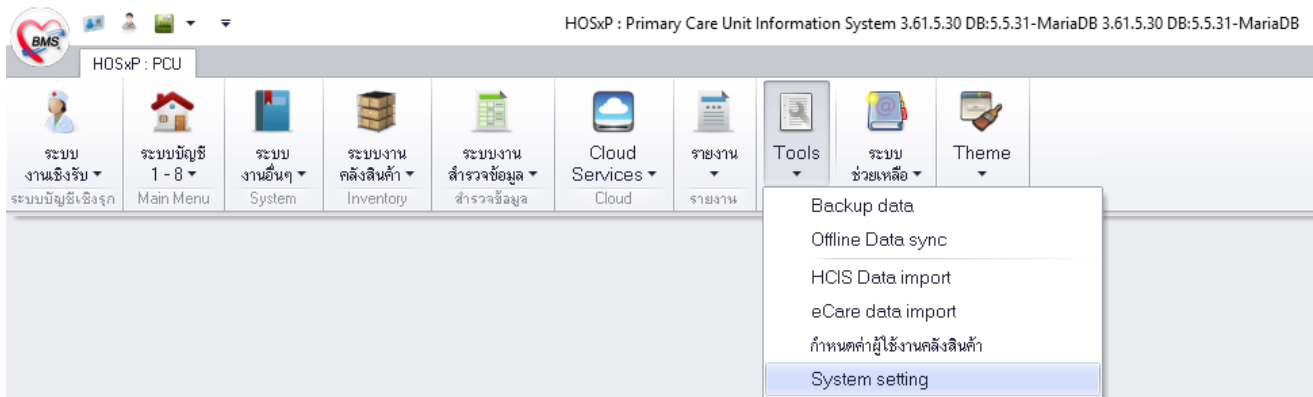 BMS
HOSxP : Primary Care Unit Information System 3.61.5.30 DB:5.5.31-MariaDB 3.61.5.30 DB:5.5.31-MariaDB
HOSxP : PCU
ระบบ
งานเชิงรับ
ระบบบัญชีเชิงรุก
ระบบบัญชี
1 - 8
Main Menu
ระบบ
งานอื่นๆ
System
ระบบงาน
คลังสินค้า
Inventory
ระบบงาน
สำรวจข้อมูล
สำรวจข้อมูล
Cloud
Services
Cloud
รายงาน
รายงาน
Tools
ระบบ
ช่วยเหลือ
Theme
Backup data
Offline Data sync
HCIS Data import
eCare data import
กำหนดค่าผู้ใช้งานคลังสินค้า
System setting